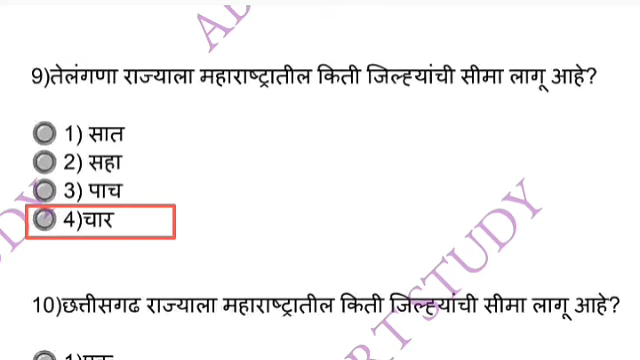 9)तेलंगणा राज्याला महाराष्ट्रातील किती जिल्ह्यांची सीमा लागू आहे?
1) सात
2) सहा
3) पाच
4)चार
10)छत्तीसगढ राज्याला महाराष्ट्रातील किती जिल्ह्यांची सीमा लागू आहे?